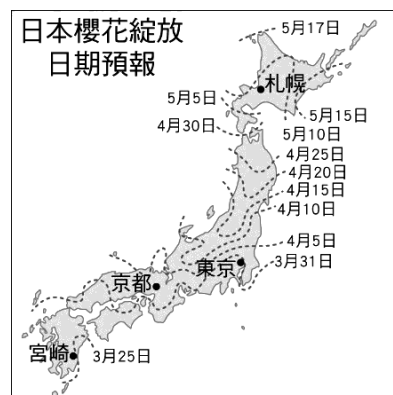 日本櫻花綻放
日期預報
5月17日
札幌
5月5日
5月15日
4月30日
5月10日
4月25日
4月20日
4月15日
4月10日
4月5日
東京
3月31日
京都
宮崎
3月25日